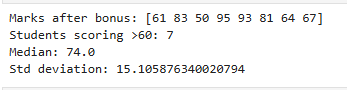 Marks after bonus: [61 83 50 95 93 81 64 67]
Students scoring >60: 7
Median: 74.0
Std deviation: 15.105876340020794